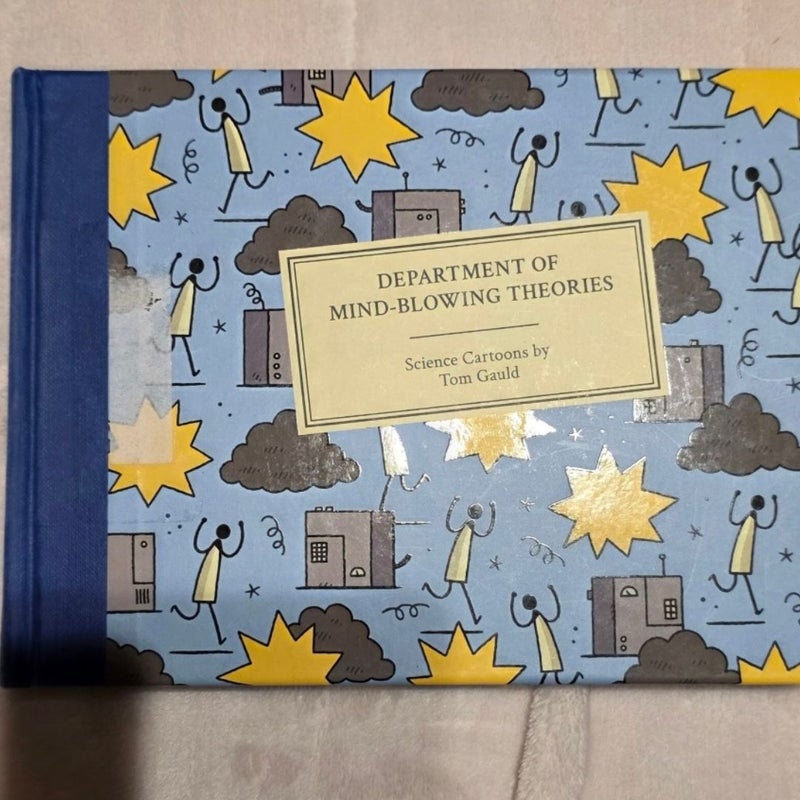 DEPARTMENT OF
MIND-BLOWING THEORIES
Science Cartoons by
Tom Gauld